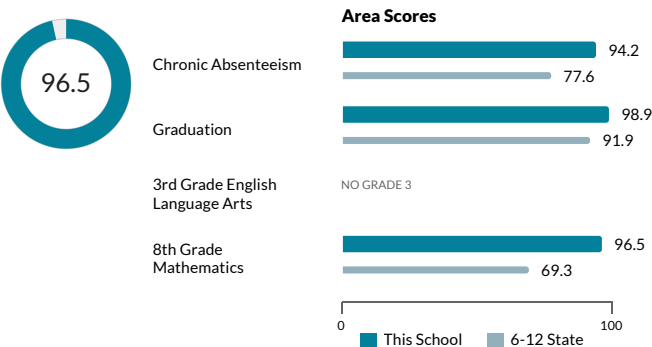 Area Scores
96.5
Chronic Absenteeism
94.2
77.6
Graduation
98.9
91.9
3rd Grade English
Language Arts
NO GRADE 3
8th Grade
Mathematics
96.5
69.3
0
100
This School
6-12 State